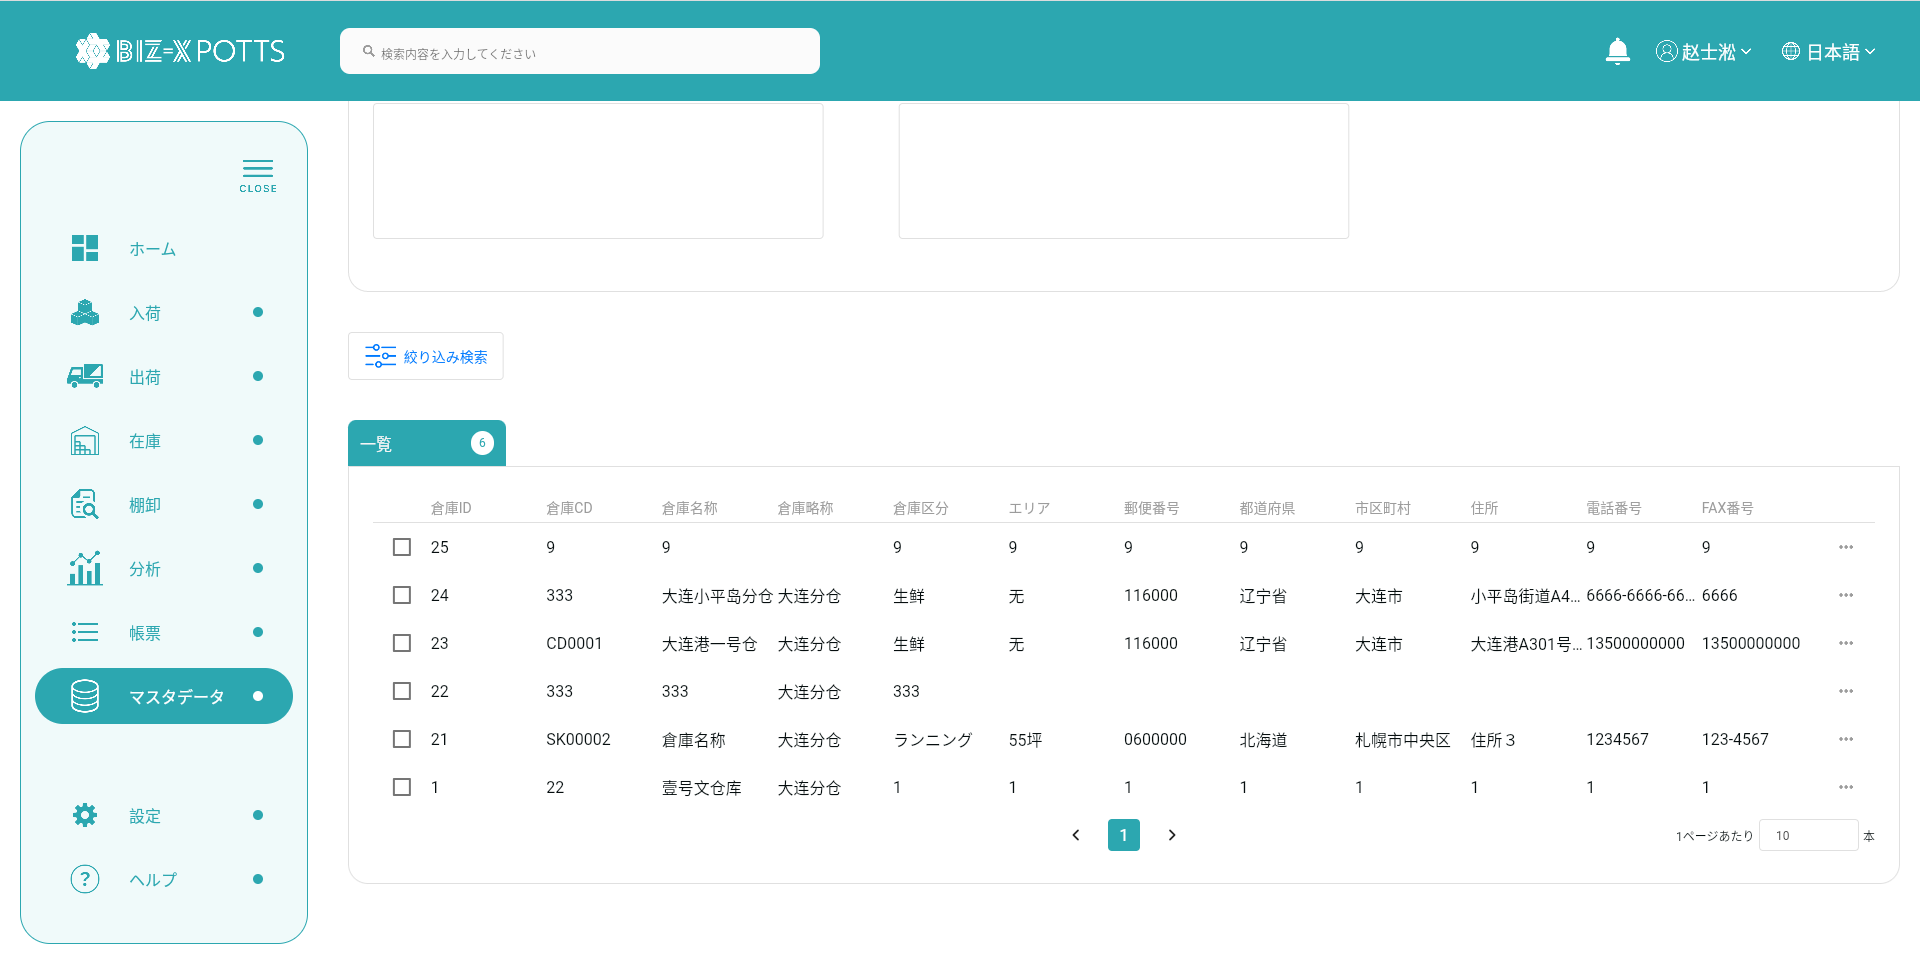 BIZ-X POTTS
検索内容を入力してください
赵士淞
日本語
CLOSE
ホーム
入荷
出荷
在庫
棚卸
分析
帳票
マスタデータ
設定
ヘルプ
絞り込み検索
一覧 6
倉庫ID 倉庫CD 倉庫名称 倉庫略称 倉庫区分 エリア 郵便番号 都道府県 市区町村 住所 電話番号 FAX番号
25 9 9 9 9 9 9 9 9 9 9
24 333 大连小平岛分仓 大连分仓 生鲜 无 116000 辽宁省 大连市 小平岛街道A4... 6666-6666-66... 6666
23 CD0001 大连港一号仓 大连分仓 生鲜 无 116000 辽宁省 大连市 大连港A301号... 13500000000 13500000000
22 333 333 大连分仓 333
21 SK00002 倉庫名称 大连分仓 ランニング 55坪 0600000 北海道 札幌市中央区 住所３ 1234567 123-4567
1 22 壹号文仓库 大连分仓 1 1 1 1 1 1 1 1
1
1ページあたり 10 本